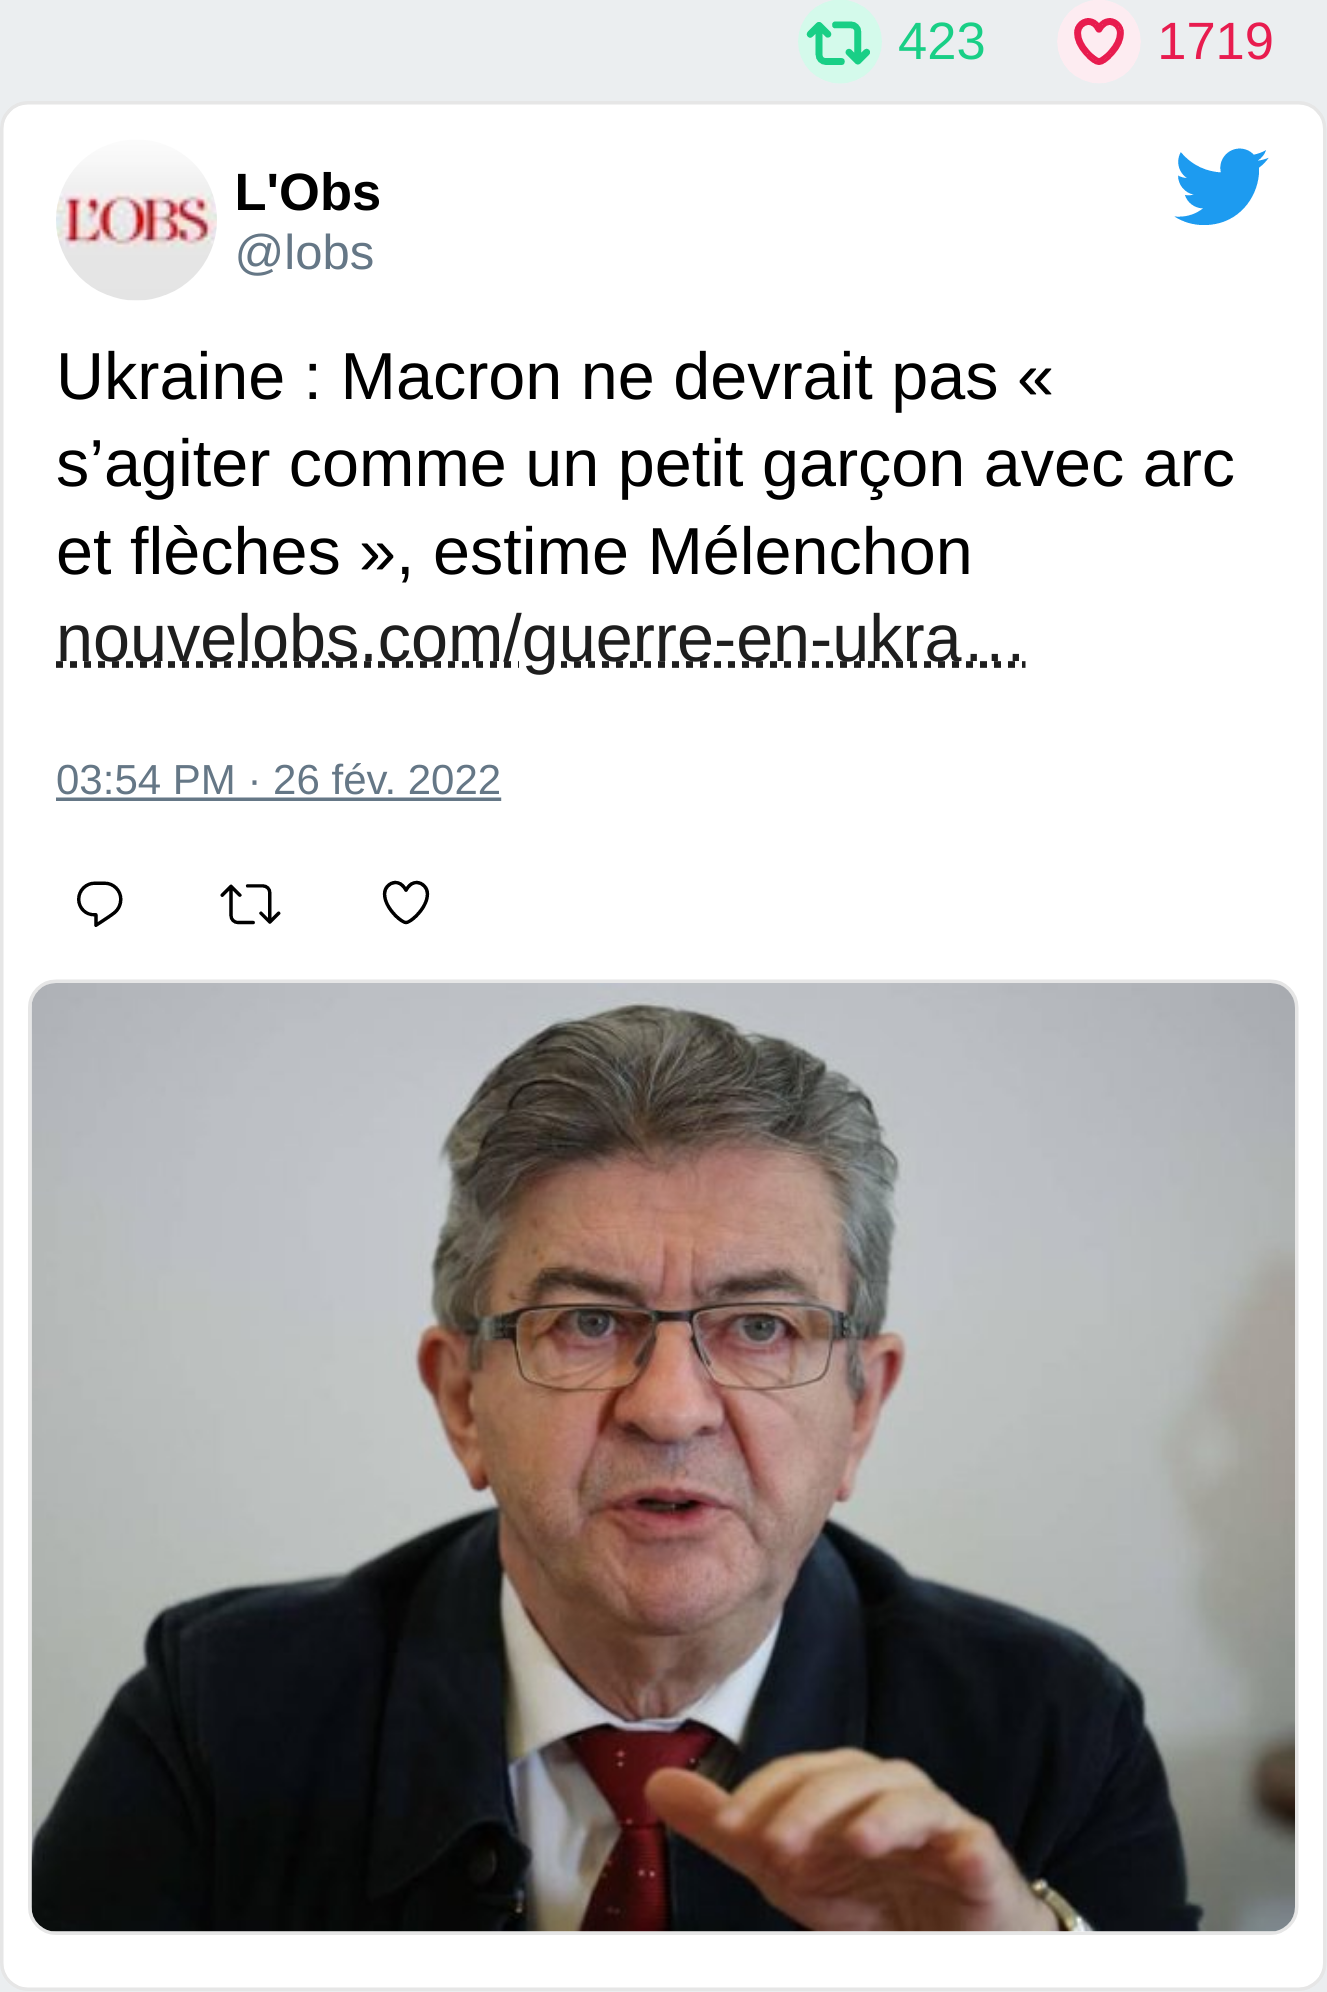 423 1719
L'OBS
L'Obs
@lobs
Ukraine : Macron ne devrait pas «
s’agiter comme un petit garçon avec arc
et flèches », estime Mélenchon
nouvelobs.com/guerre-en-ukra…
03:54 PM · 26 fév. 2022